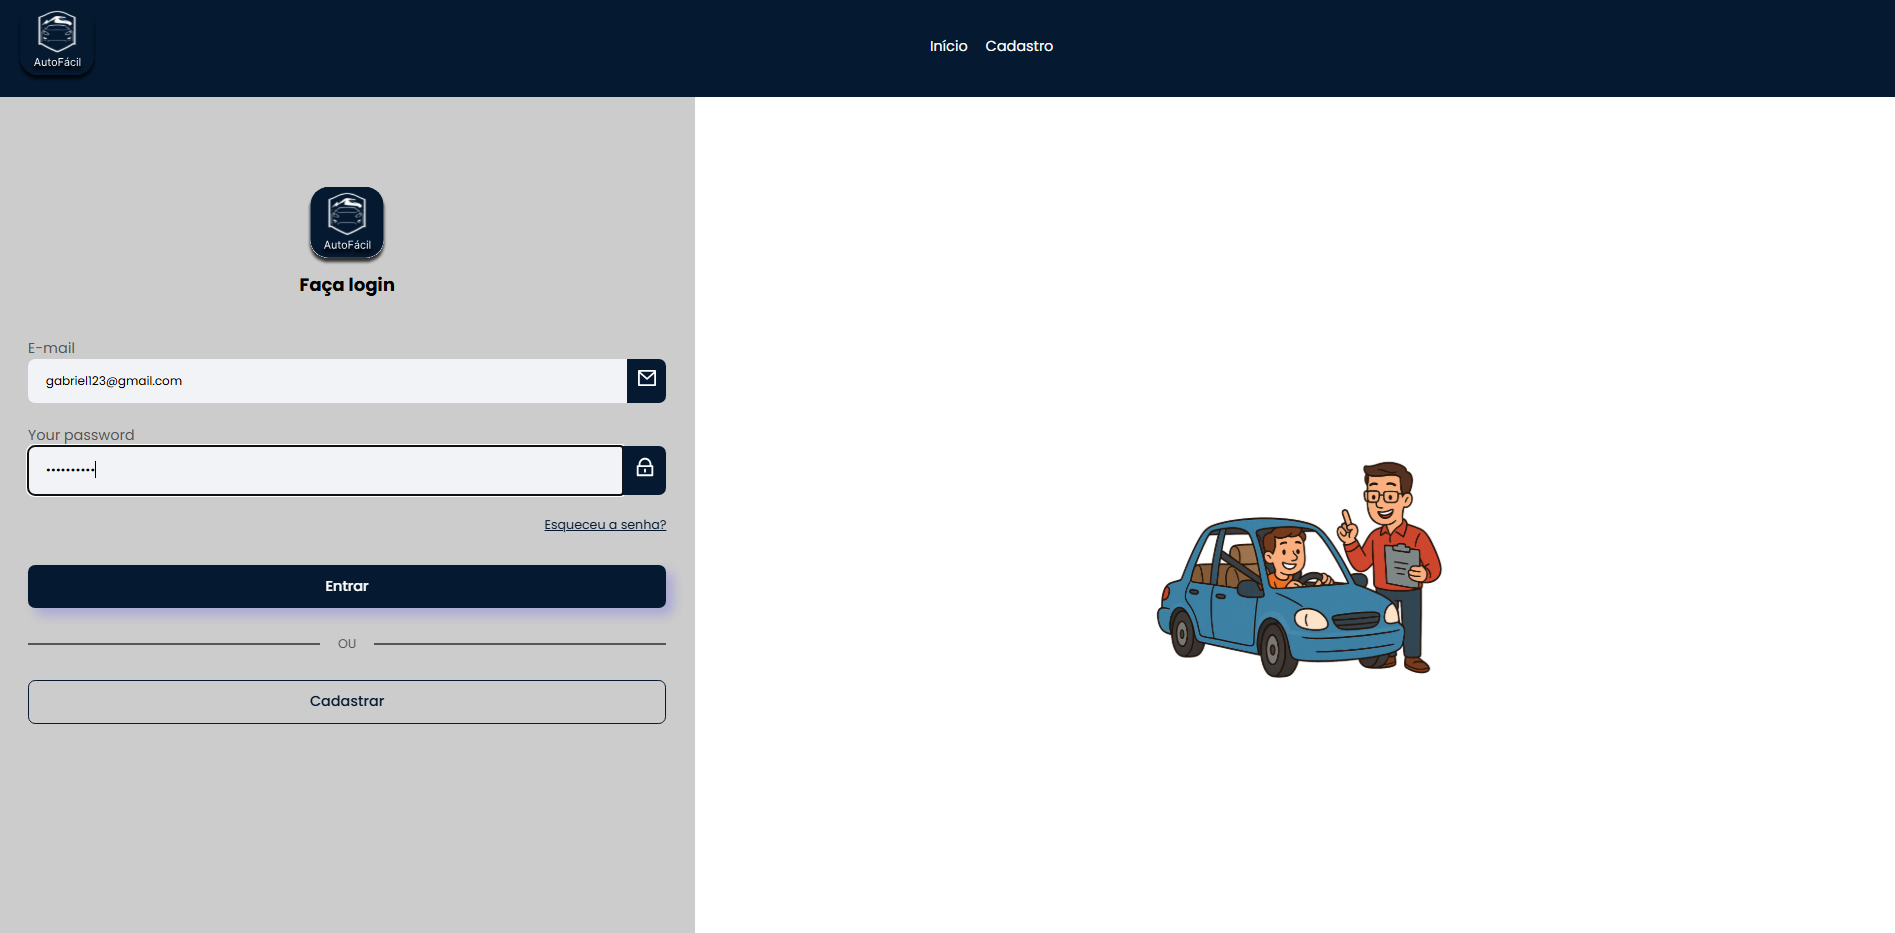 AutoFácil
Início Cadastro
AutoFácil
Faça login
E-mail
gabriel123@gmail.com
Your password
••••••••••
Esqueceu a senha?
Entrar
OU
Cadastrar